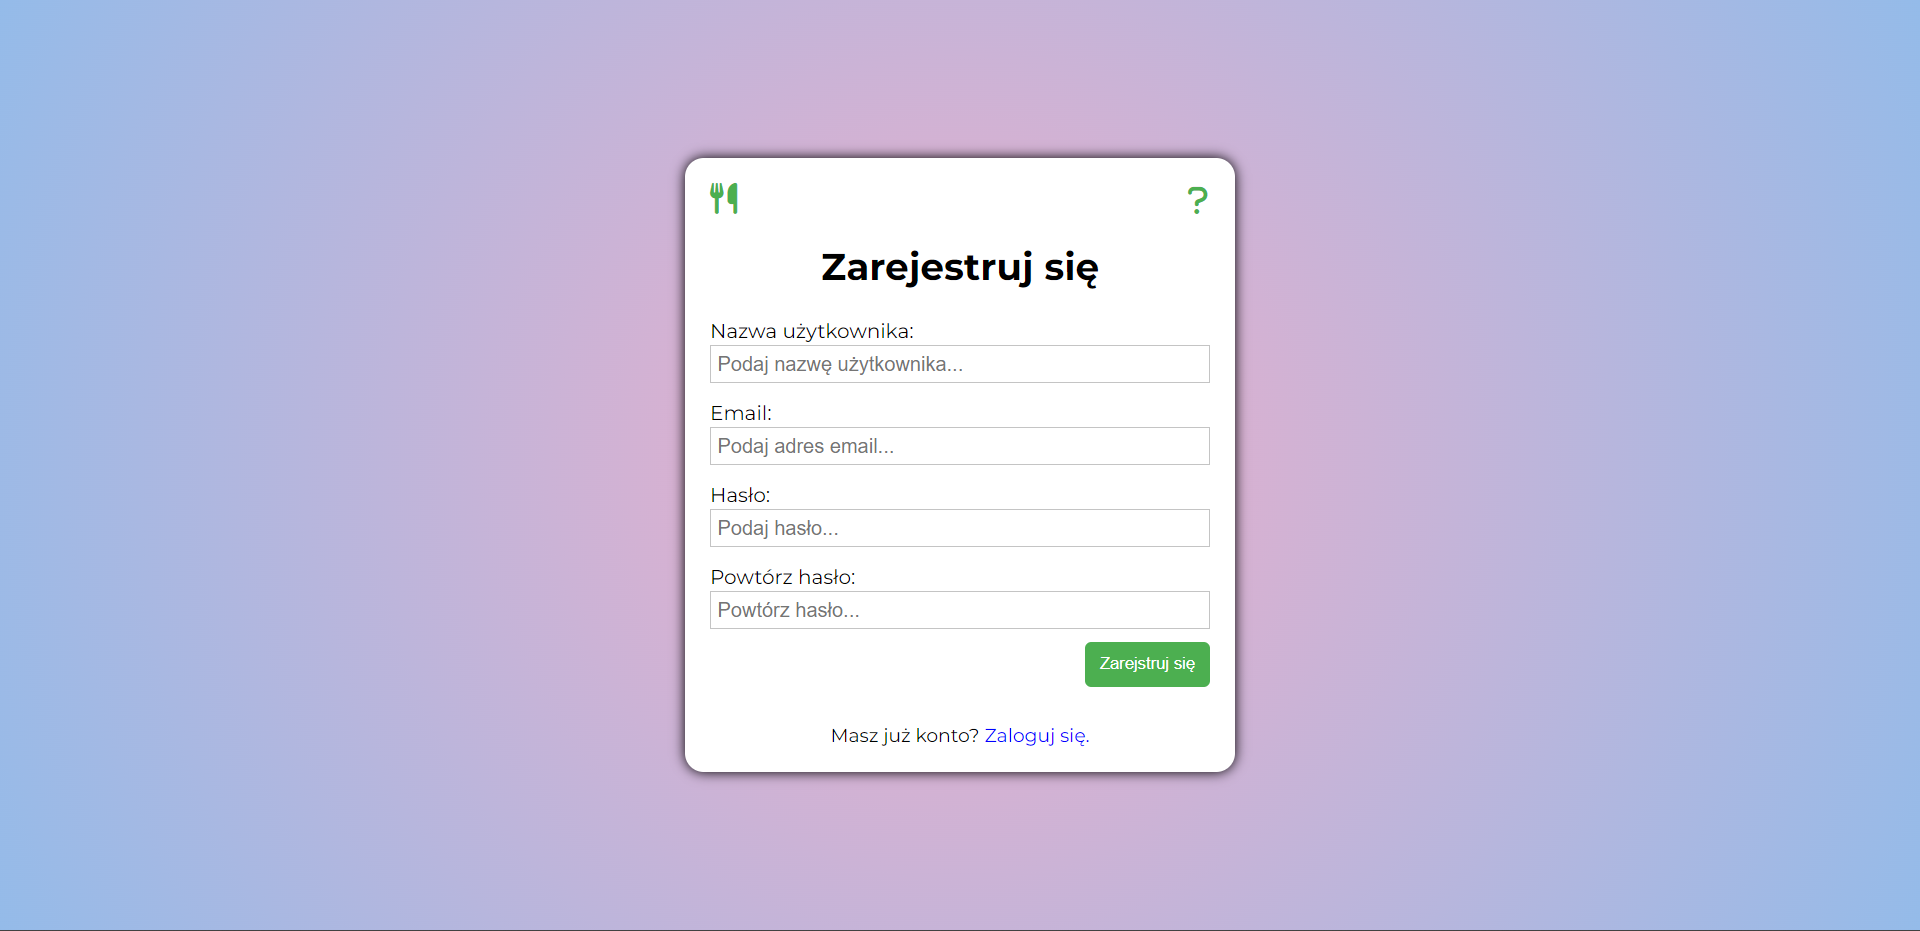 ?
Zarejestruj się
Nazwa użytkownika:
Podaj nazwę użytkownika...
Email:
Podaj adres email...
Hasło:
Podaj hasło...
Powtórz hasło:
Powtórz hasło...
Zarejstruj się
Masz już konto? Zaloguj się.